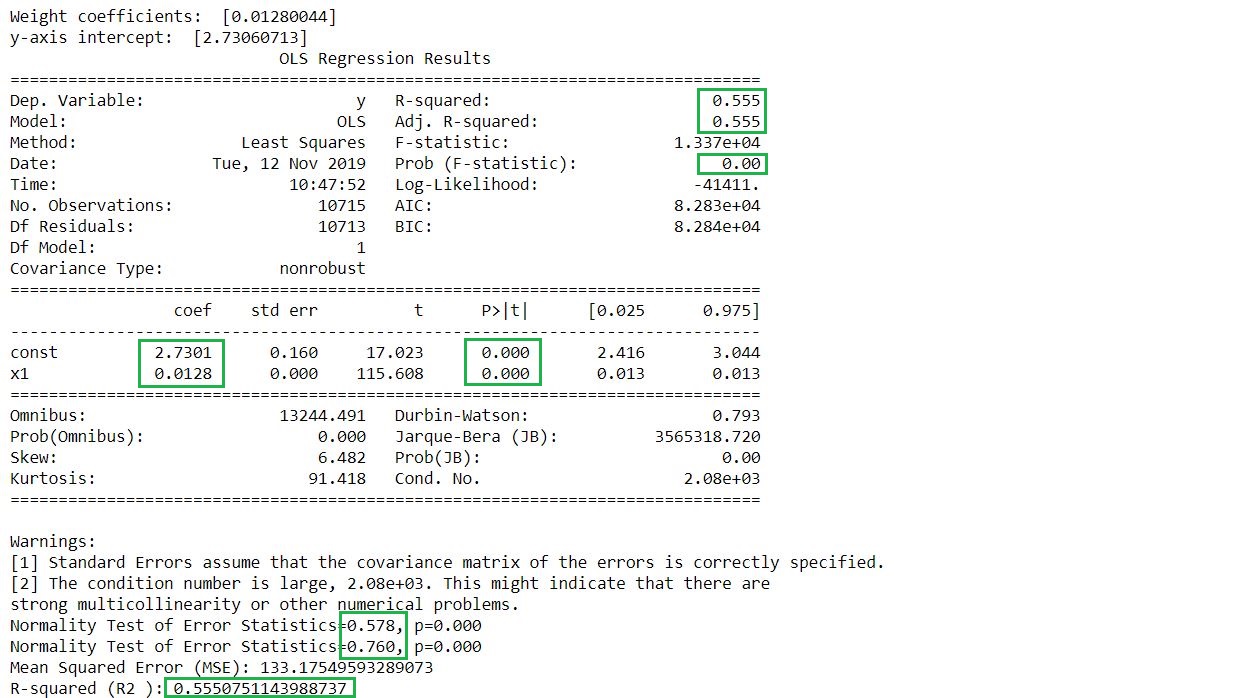 Weight coefficients:  [0.01280044]
y-axis intercept:  [2.73060713]
                            OLS Regression Results
==============================================================================
Dep. Variable:                      y   R-squared:                       0.555
Model:                            OLS   Adj. R-squared:                  0.555
Method:                 Least Squares   F-statistic:                 1.337e+04
Date:                Tue, 12 Nov 2019   Prob (F-statistic):               0.00
Time:                        10:47:52   Log-Likelihood:                -41411.
No. Observations:               10715   AIC:                         8.283e+04
Df Residuals:                   10713   BIC:                         8.284e+04
Df Model:                           1
Covariance Type:            nonrobust
==============================================================================
                 coef    std err          t      P>|t|      [0.025      0.975]
------------------------------------------------------------------------------
const          2.7301      0.160     17.023      0.000       2.416       3.044
x1             0.0128      0.000    115.608      0.000       0.013       0.013
==============================================================================
Omnibus:                    13244.491   Durbin-Watson:                   0.793
Prob(Omnibus):                  0.000   Jarque-Bera (JB):          3565318.720
Skew:                           6.482   Prob(JB):                         0.00
Kurtosis:                      91.418   Cond. No.                     2.08e+03
==============================================================================

Warnings:
[1] Standard Errors assume that the covariance matrix of the errors is correctly specified.
[2] The condition number is large, 2.08e+03. This might indicate that there are
strong multicollinearity or other numerical problems.
Normality Test of Error Statistics=0.578, p=0.000
Normality Test of Error Statistics=0.760, p=0.000
Mean Squared Error (MSE): 133.17549593289073
R-squared (R2 ): 0.5550751143988737